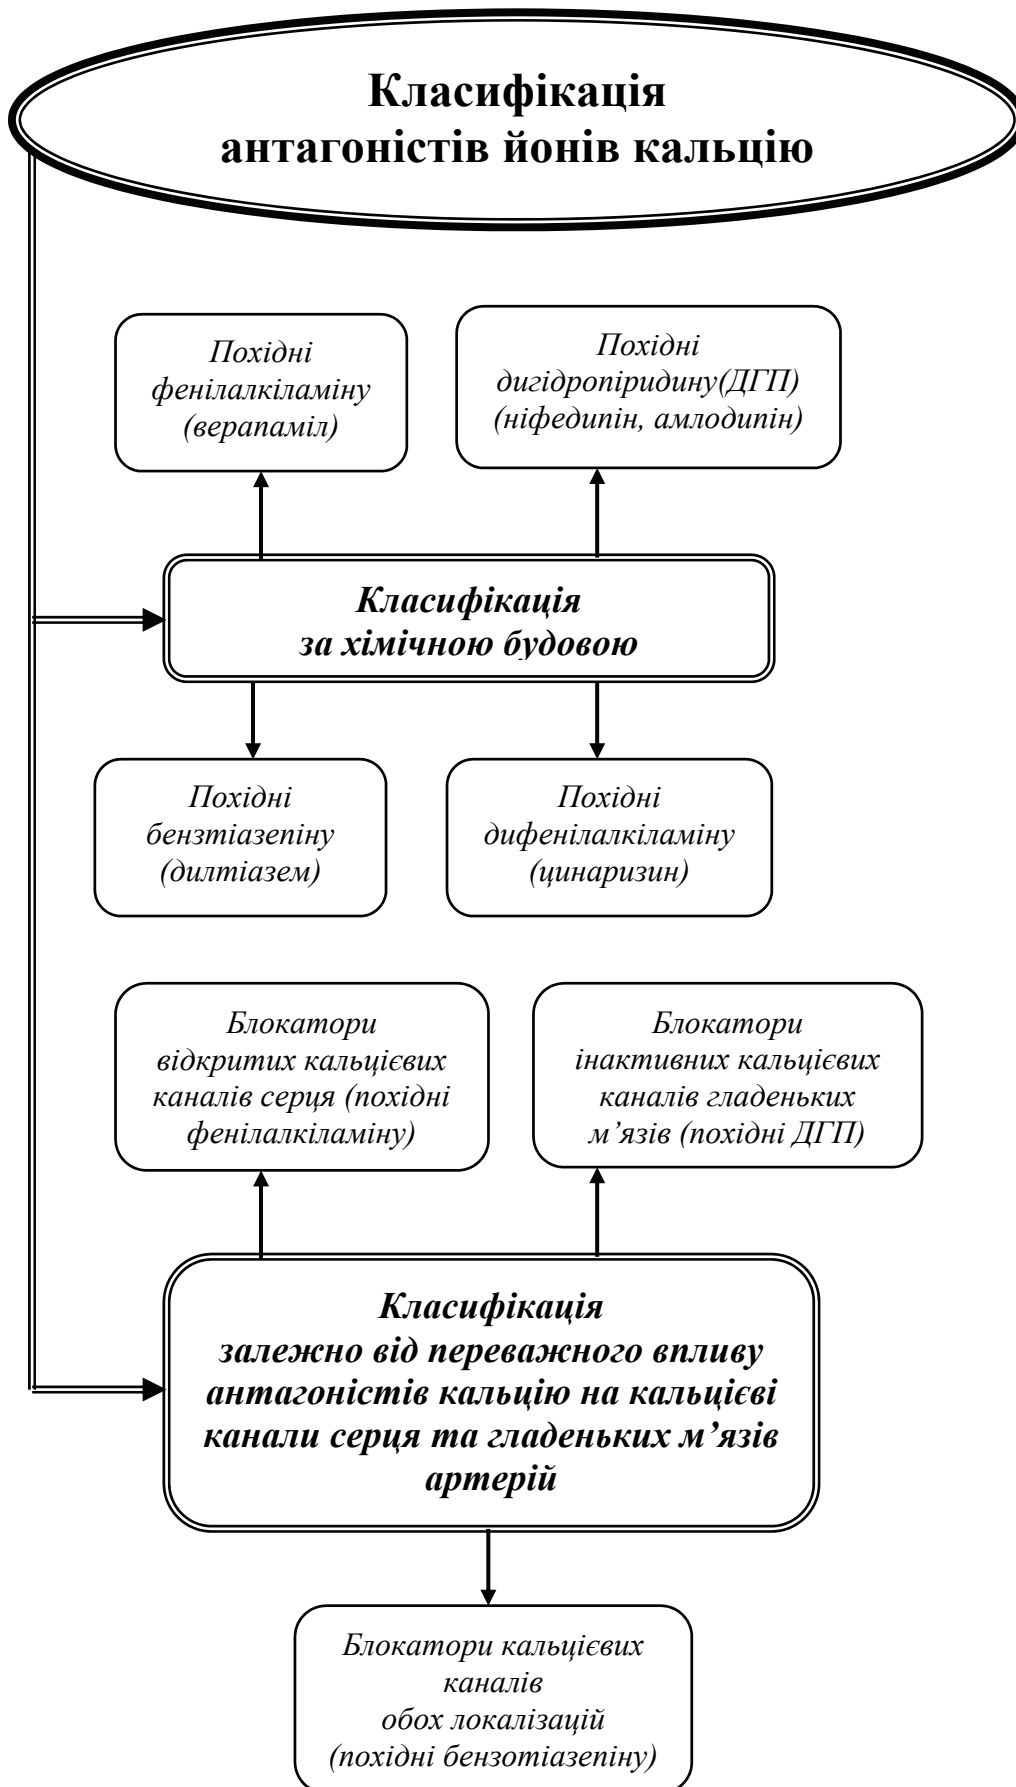 Класифікація
антагоністів йонів кальцію
Похідні
фенілалкіламіну
(верапаміл)
Похідні
дигідропіридину(ДГП)
(ніфедипін, амлодипін)
Класифікація
за хімічною будовою
Похідні
бензтіазепіну
(дилтіазем)
Похідні
дифенілалкіламіну
(цинаризин)
Блокатори
відкритих кальцієвих
каналів серця (похідні
фенілалкіламіну)
Блокатори
інактивних кальцієвих
каналів гладеньких
м’язів (похідні ДГП)
Класифікація
залежно від переважного впливу
антагоністів кальцію на кальцієві
канали серця та гладеньких м’язів
артерій
Блокатори кальцієвих
каналів
обох локалізацій
(похідні бензотіазепіну)